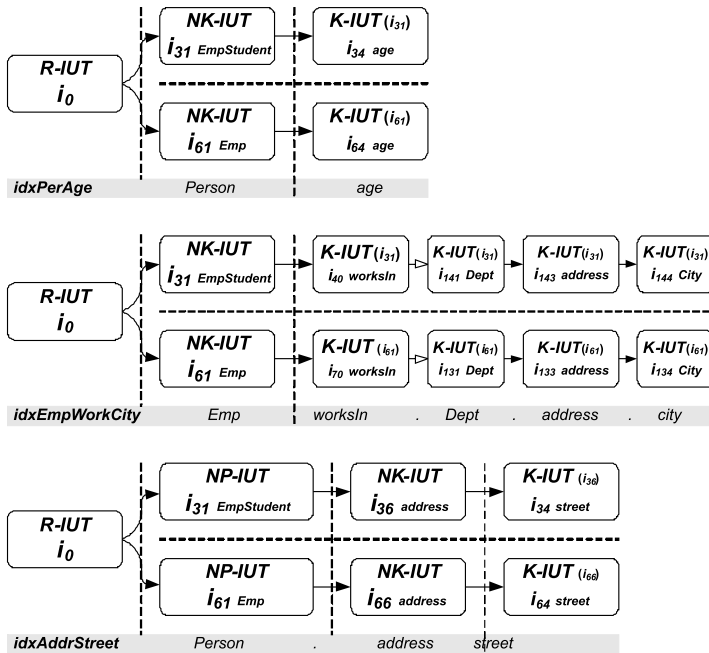 NK-IUT K-IUT (i31)
R-IUT i31 EmpStudent i34 age
i0
NK-IUT K-IUT (i61)
i61 Emp i64 age
idxPerAge Person age
NK-IUT K-IUT (i31) K-IUT (i31) K-IUT (i31) K-IUT (i31)
R-IUT i31 EmpStudent i40 worksIn i141 Dept i143 address i144 City
i0
NK-IUT K-IUT (i61) K-IUT (i61) K-IUT (i61) K-IUT (i61)
i61 Emp i70 worksIn i131 Dept i133 address i134 City
idxEmpWorkCity Emp worksIn . Dept . address . city
NP-IUT NK-IUT K-IUT (i36)
R-IUT i31 EmpStudent i36 address i34 street
i0
NP-IUT NK-IUT K-IUT (i66)
i61 Emp i66 address i64 street
idxAddrStreet Person . address street